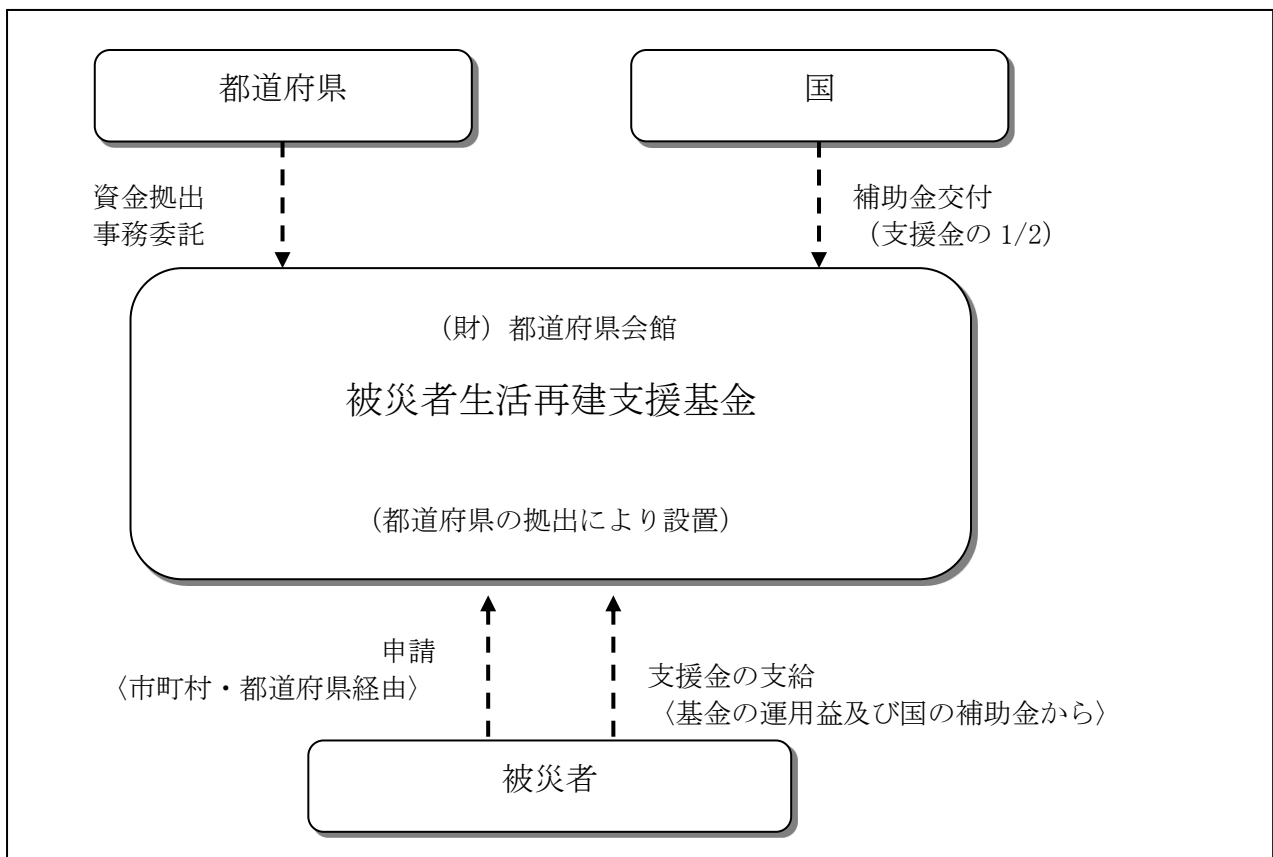 都道府県
国
資金拠出
事務委託
補助金交付
（支援金の 1/2）
（財）都道府県会館
被災者生活再建支援基金
（都道府県の拠出により設置）
申請
〈市町村・都道府県経由〉
支援金の支給
〈基金の運用益及び国の補助金から〉
被災者